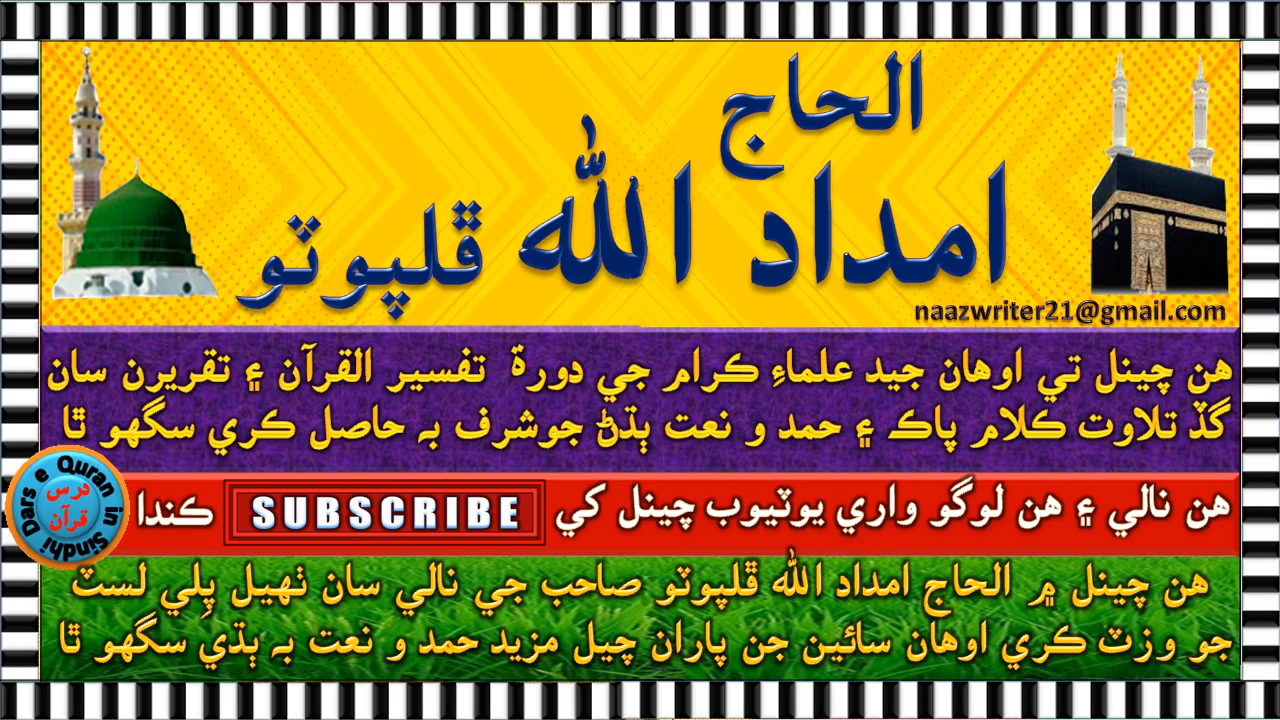 الحاج
امداد الله ڦلپوٽو
naazwriter21@gmail.com
هن چينل تي اوهان جيد علماءِ ڪرام جي دورة تفسير القرآن ۽ تقريرن سان
گڏ تلاوت ڪلام پاڪ ۽ حمد و نعت ٻڌڻ جوشرف به حاصل ڪري سگهو ٿا
هن نالي ۽ هن لوگو واري يوٽيوب چينل کي SUBSCRIBE ڪندا
Dars e Quran in Sindhi
درس
قرآن
هن چينل ۾ الحاج امداد الله ڦلپوٽو صاحب جي نالي سان ٺهيل پلي لسٽ
جو وزٽ ڪري اوهان سائين جن پاران چيل مزيد حمد و نعت به ٻڌي سگهو ٿا